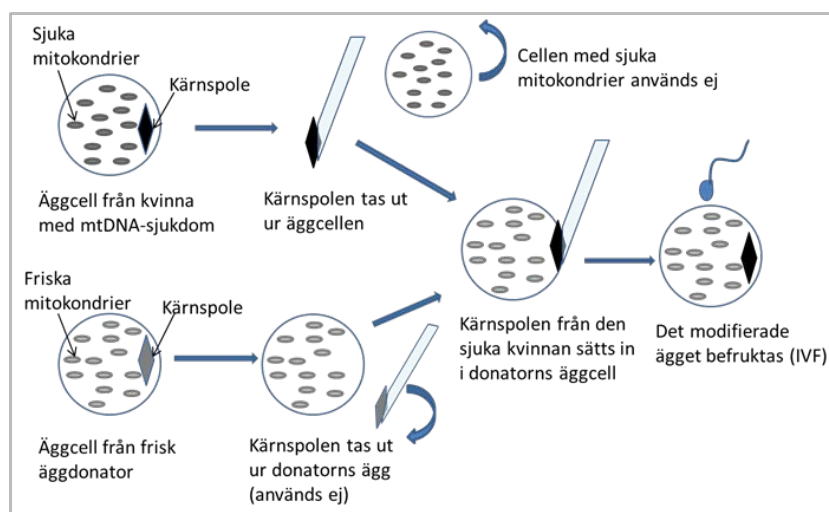 Sjuka
mitokondrier
Kärnspole
Äggcell från kvinna
med mtDNA-sjukdom
Kärnspolen tas ut
ur äggcellen
Cellen med sjuka
mitokondrier används ej
Friska
mitokondrier
Kärnspole
Äggcell från frisk
äggdonator
Kärnspolen tas ut
ur donatorns ägg
(används ej)
Kärnspolen från den
sjuka kvinnan sätts in
i donatorns äggcell
Det modifierade
ägget befruktas (IVF)